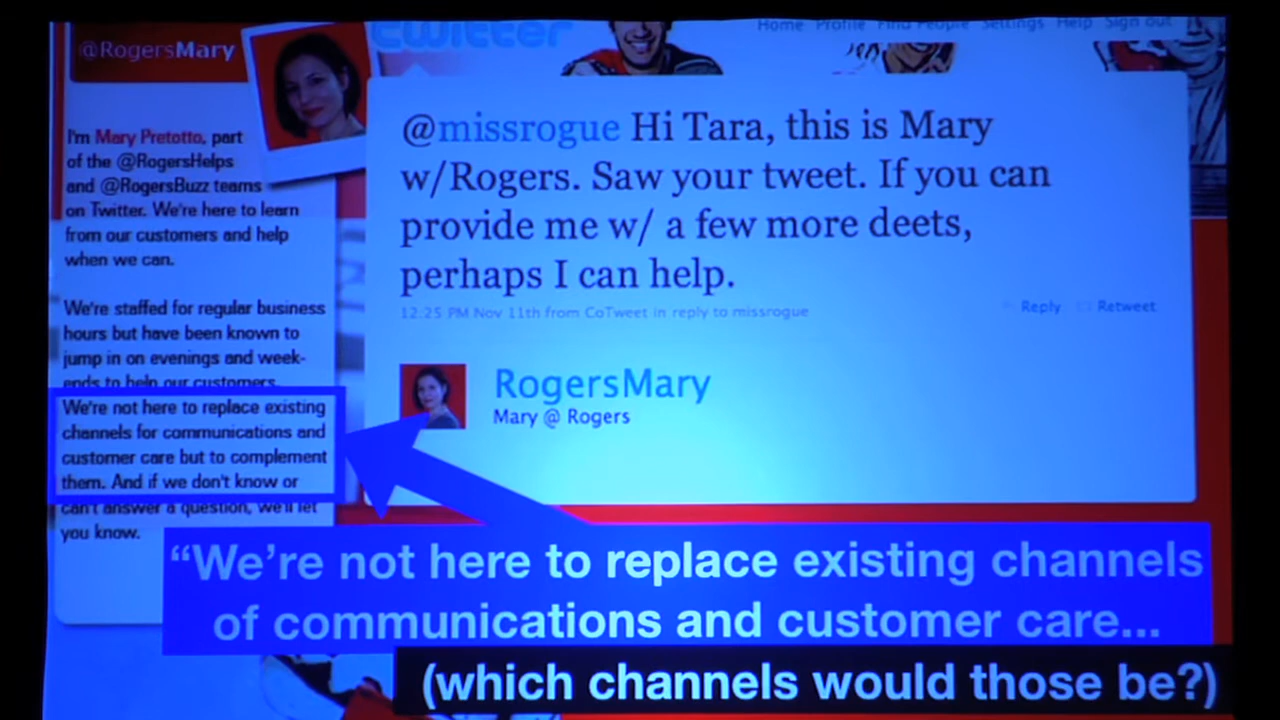 @RogersMary
twitter
Home Profile Find People Settings Help Sign out
I'm Mary Pretotto, part
of the @RogersHelps
and @RogersBuzz teams
on Twitter. We're here to learn
from our customers and help
when we can.
We're staffed for regular business
hours but have been known to
jump in on evenings and week-
ends to help our customers.
We're not here to replace existing
channels for communications and
customer care but to complement
them. And if we don't know or
can't answer a question, we'll let
you know.
@missrogue Hi Tara, this is Mary
w/Rogers. Saw your tweet. If you can
provide me w/ a few more deets,
perhaps I can help.
12:25 PM Nov 11th from CoTweet in reply to missrogue
Reply Retweet
RogersMary
Mary @ Rogers
“We're not here to replace existing channels
of communications and customer care...
(which channels would those be?)